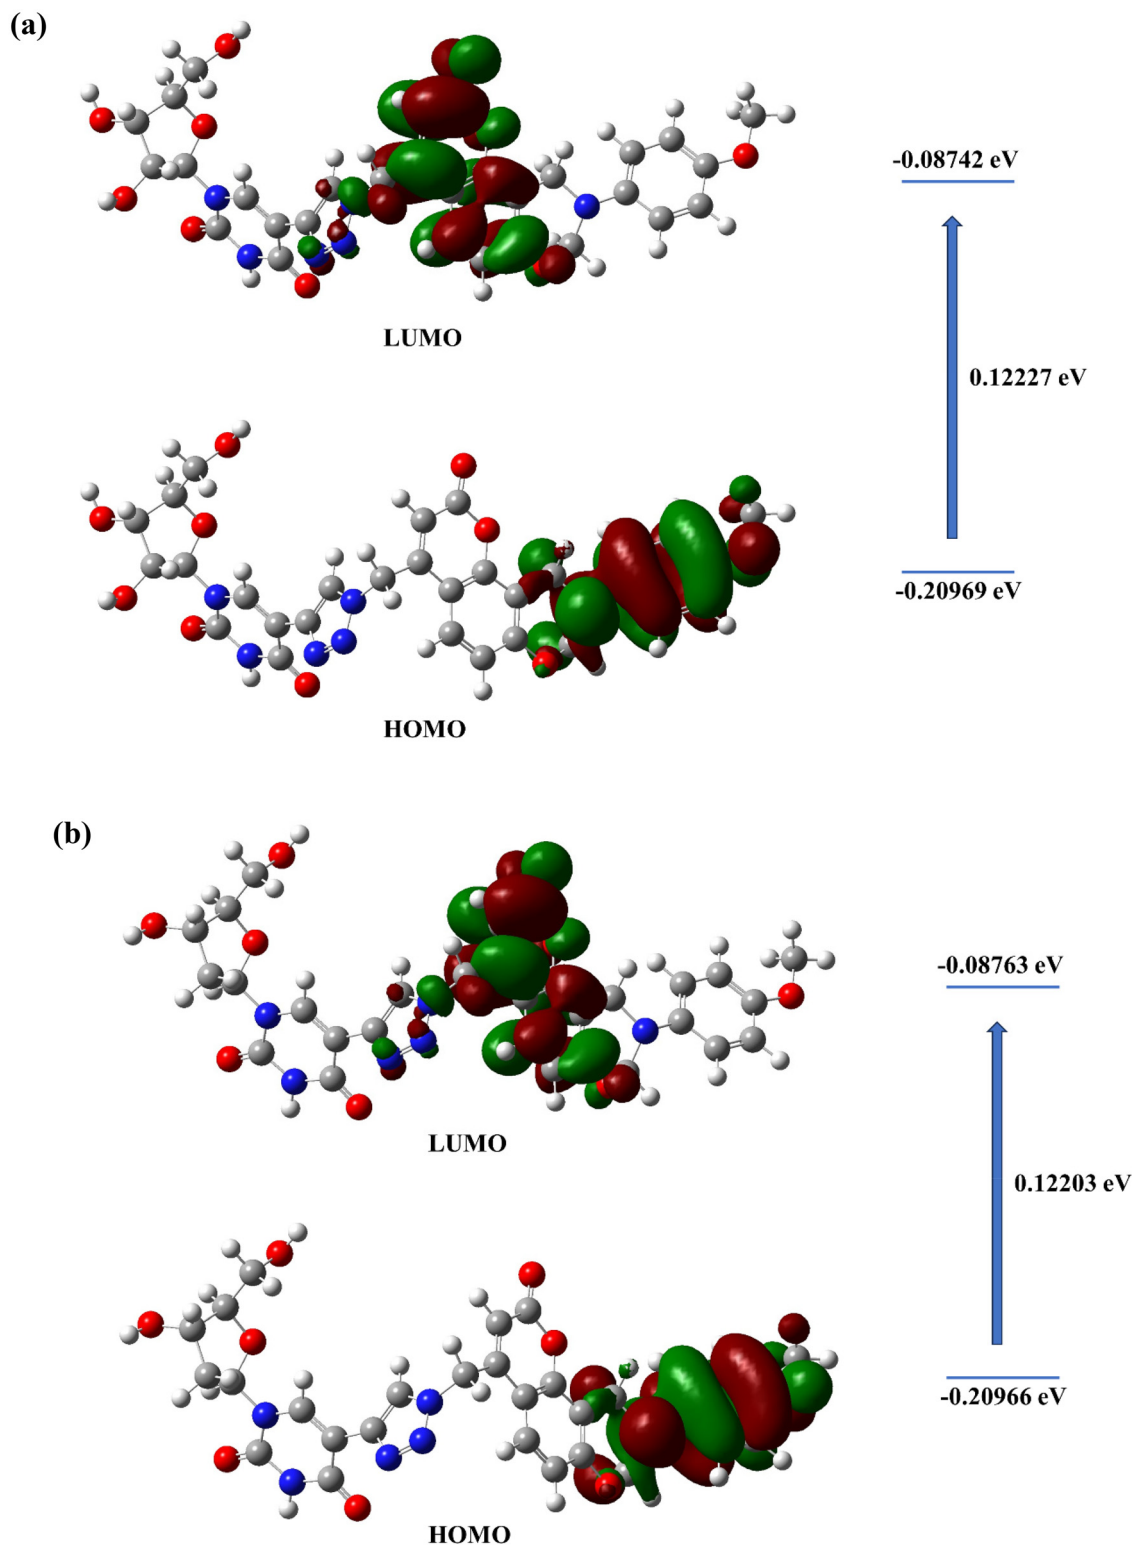 (a)
-0.08742 eV
LUMO
0.12227 eV
-0.20969 eV
HOMO
(b)
-0.08763 eV
LUMO
0.12203 eV
-0.20966 eV
HOMO